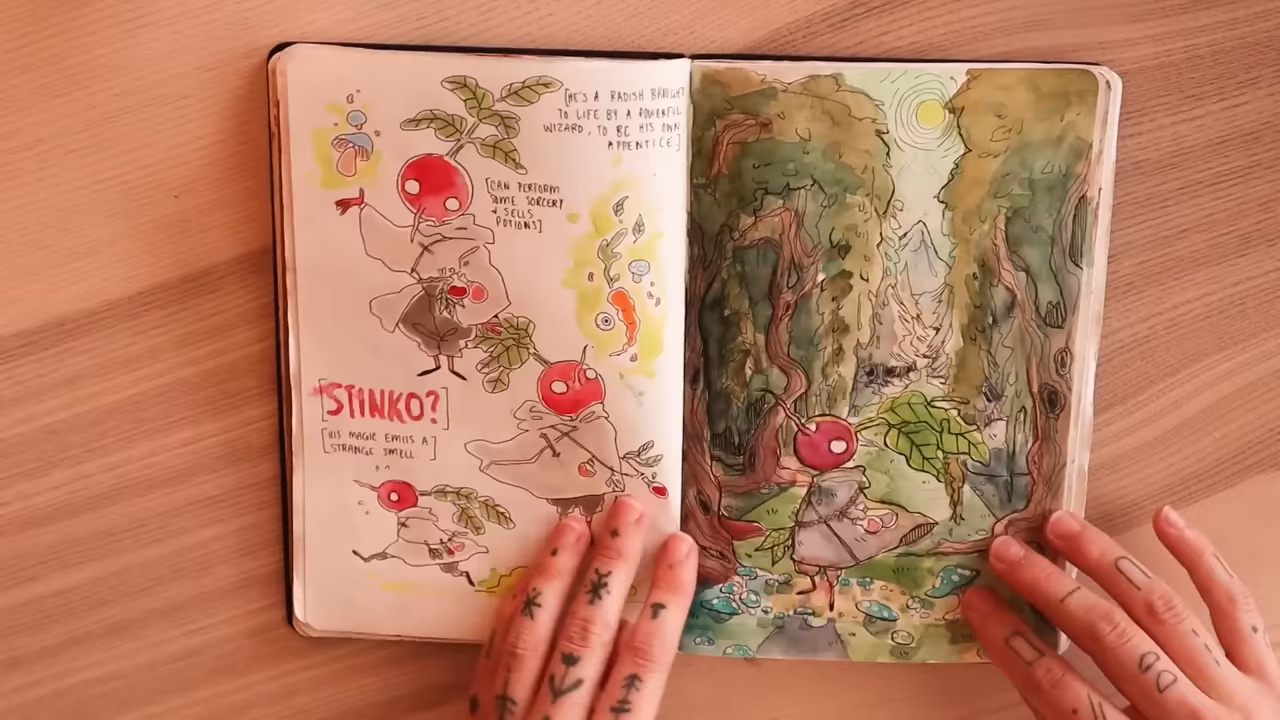 [HE'S A RADISH BROUGHT
TO LIFE BY A POWERFUL
WIZARD, TO BE HIS OWN
APPENTICE]
[CAN PERFORM
SOME SORCERY
+ SELLS
POTIONS]
[STINKO?]
[HIS MAGIC EMITS A
STRANGE SMELL.]